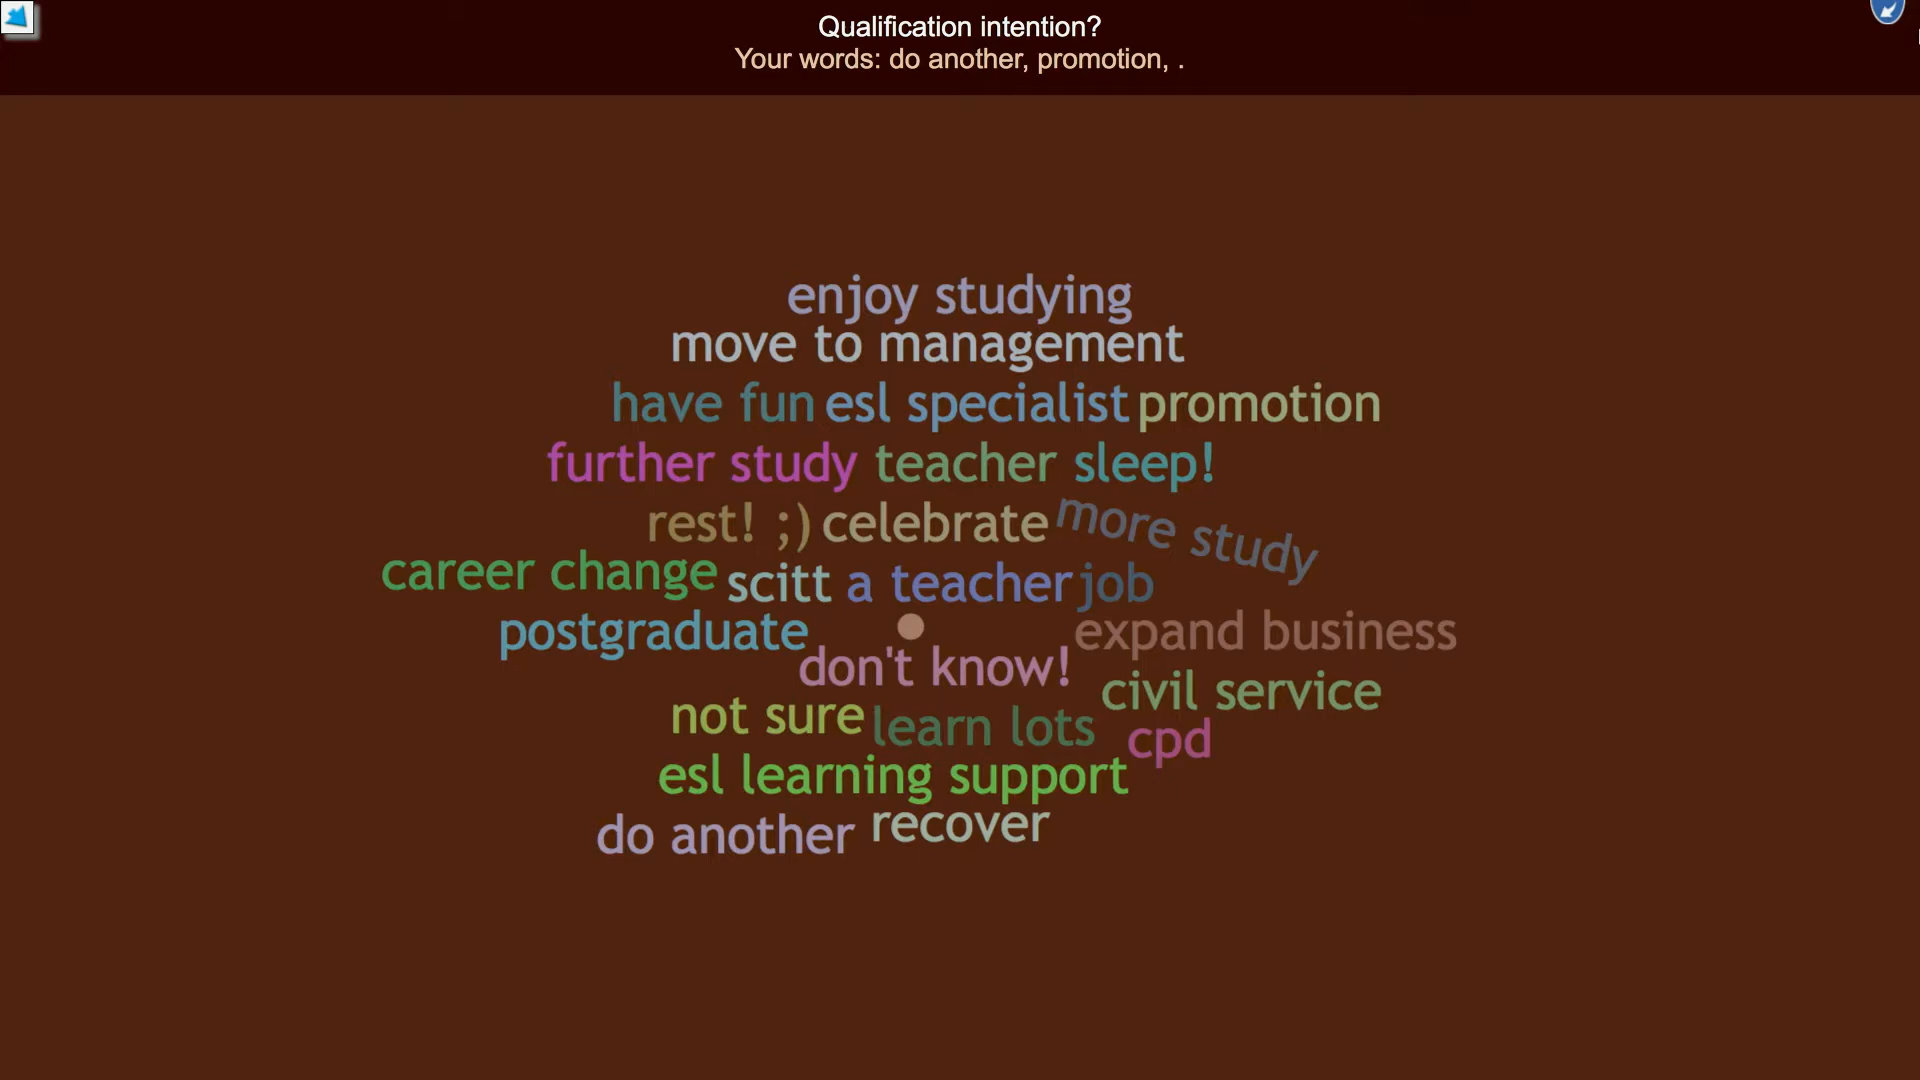 Qualification intention?
Your words: do another, promotion, .
enjoy studying
move to management
have fun esl specialist promotion
further study teacher sleep!
rest! ;) celebrate more study
career change scitt a teacher job
postgraduate expand business
don't know! civil service
not sure learn lots cpd
esl learning support
do another recover